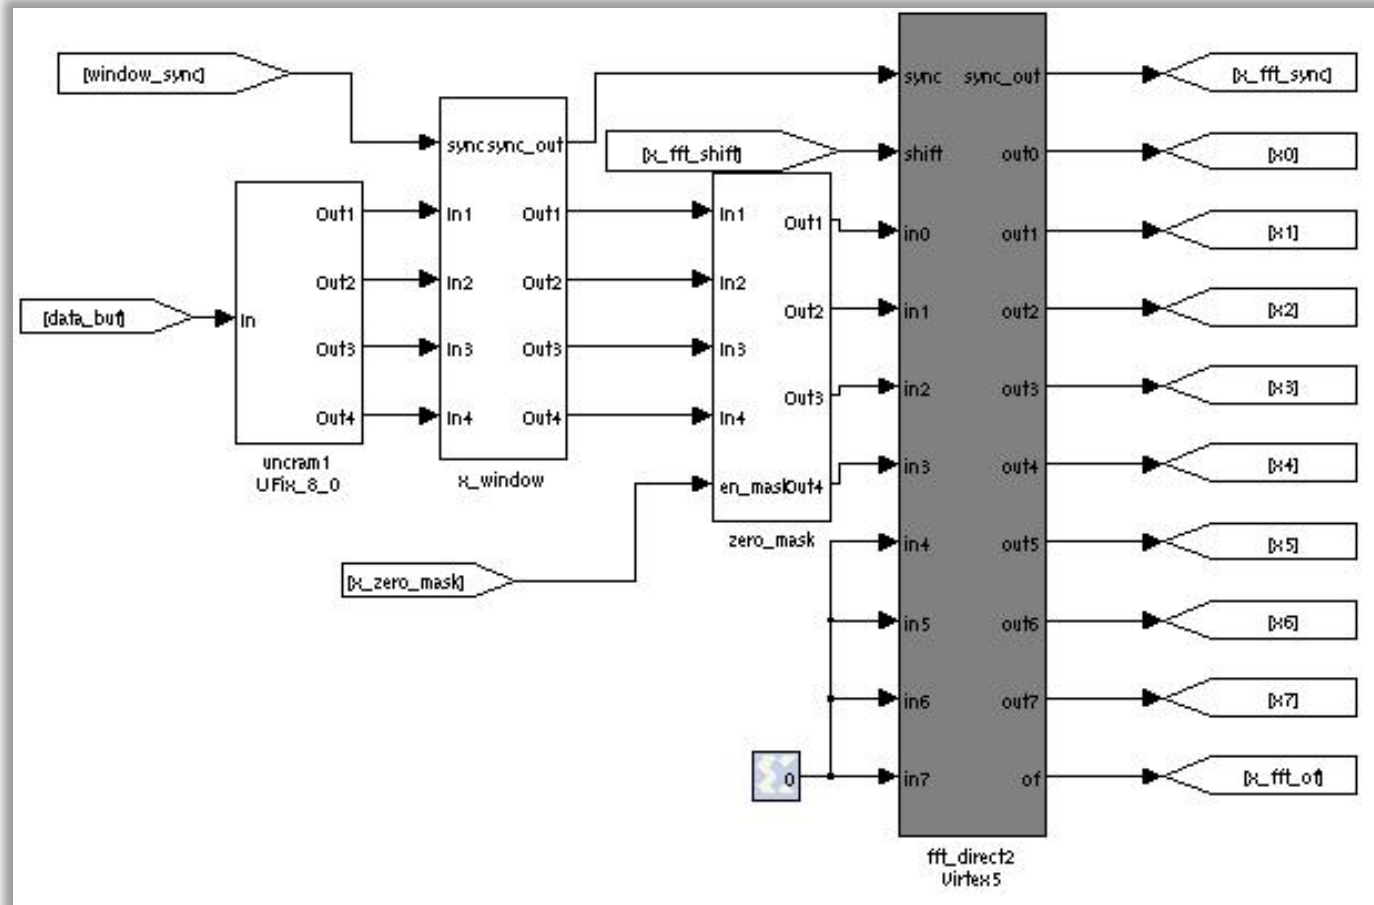 [window_sync]
sync sync_out
[x_fft_shift]
sync sync_out
[x_fft_sync]
shift out0
[x0]
Out1
In1 Out1
In1 Out1
in0 out1
[x1]
Out2
In2 Out2
In2 Out2
in1 out2
[x2]
[data_buf]
In
Out3
In3 Out3
In3 Out3
in2 out3
[x3]
Out4
In4 Out4
In4
in3 out4
[x4]
uncram1
UFix_8_0
x_window
en_mask Out4
zero_mask
in4 out5
[x5]
[x_zero_mask]
in5 out6
[x6]
in6 out7
[x7]
0
in7 of
[x_fft_of]
fft_direct2
Virtex5